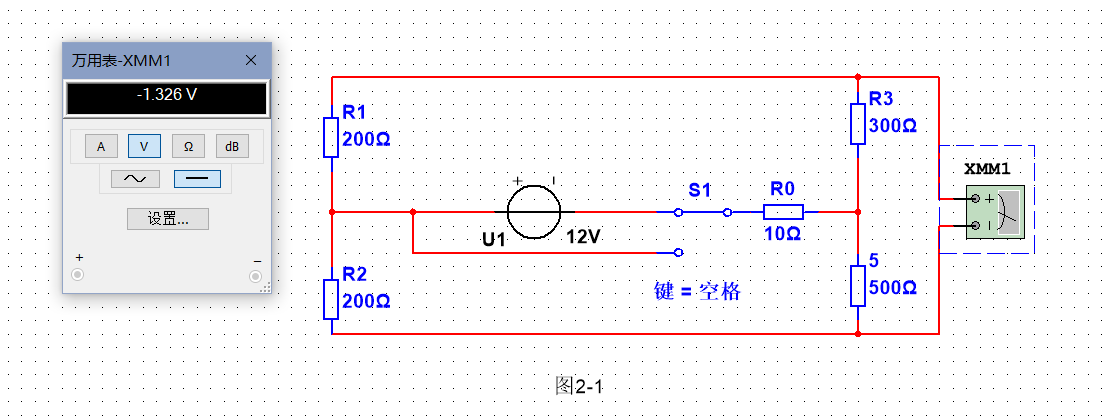 万用表-XMM1
-1.326 V
A V Ω dB
设置...
+ −
R1
200Ω
R3
300Ω
XMM1
+ -
S1 R0
U1 12V 10Ω
R2
200Ω
5
500Ω
键 = 空格
图2-1